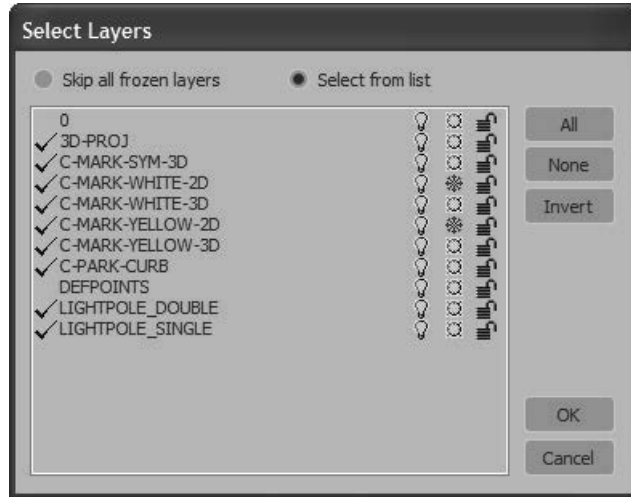 Select Layers
Skip all frozen layers
Select from list
0
3D-PROJ
C-MARK-SYM-3D
C-MARK-WHITE-2D
C-MARK-WHITE-3D
C-MARK-YELLOW-2D
C-MARK-YELLOW-3D
C-PARK-CURB
DEFPOINTS
LIGHTPOLE_DOUBLE
LIGHTPOLE_SINGLE
All
None
Invert
OK
Cancel